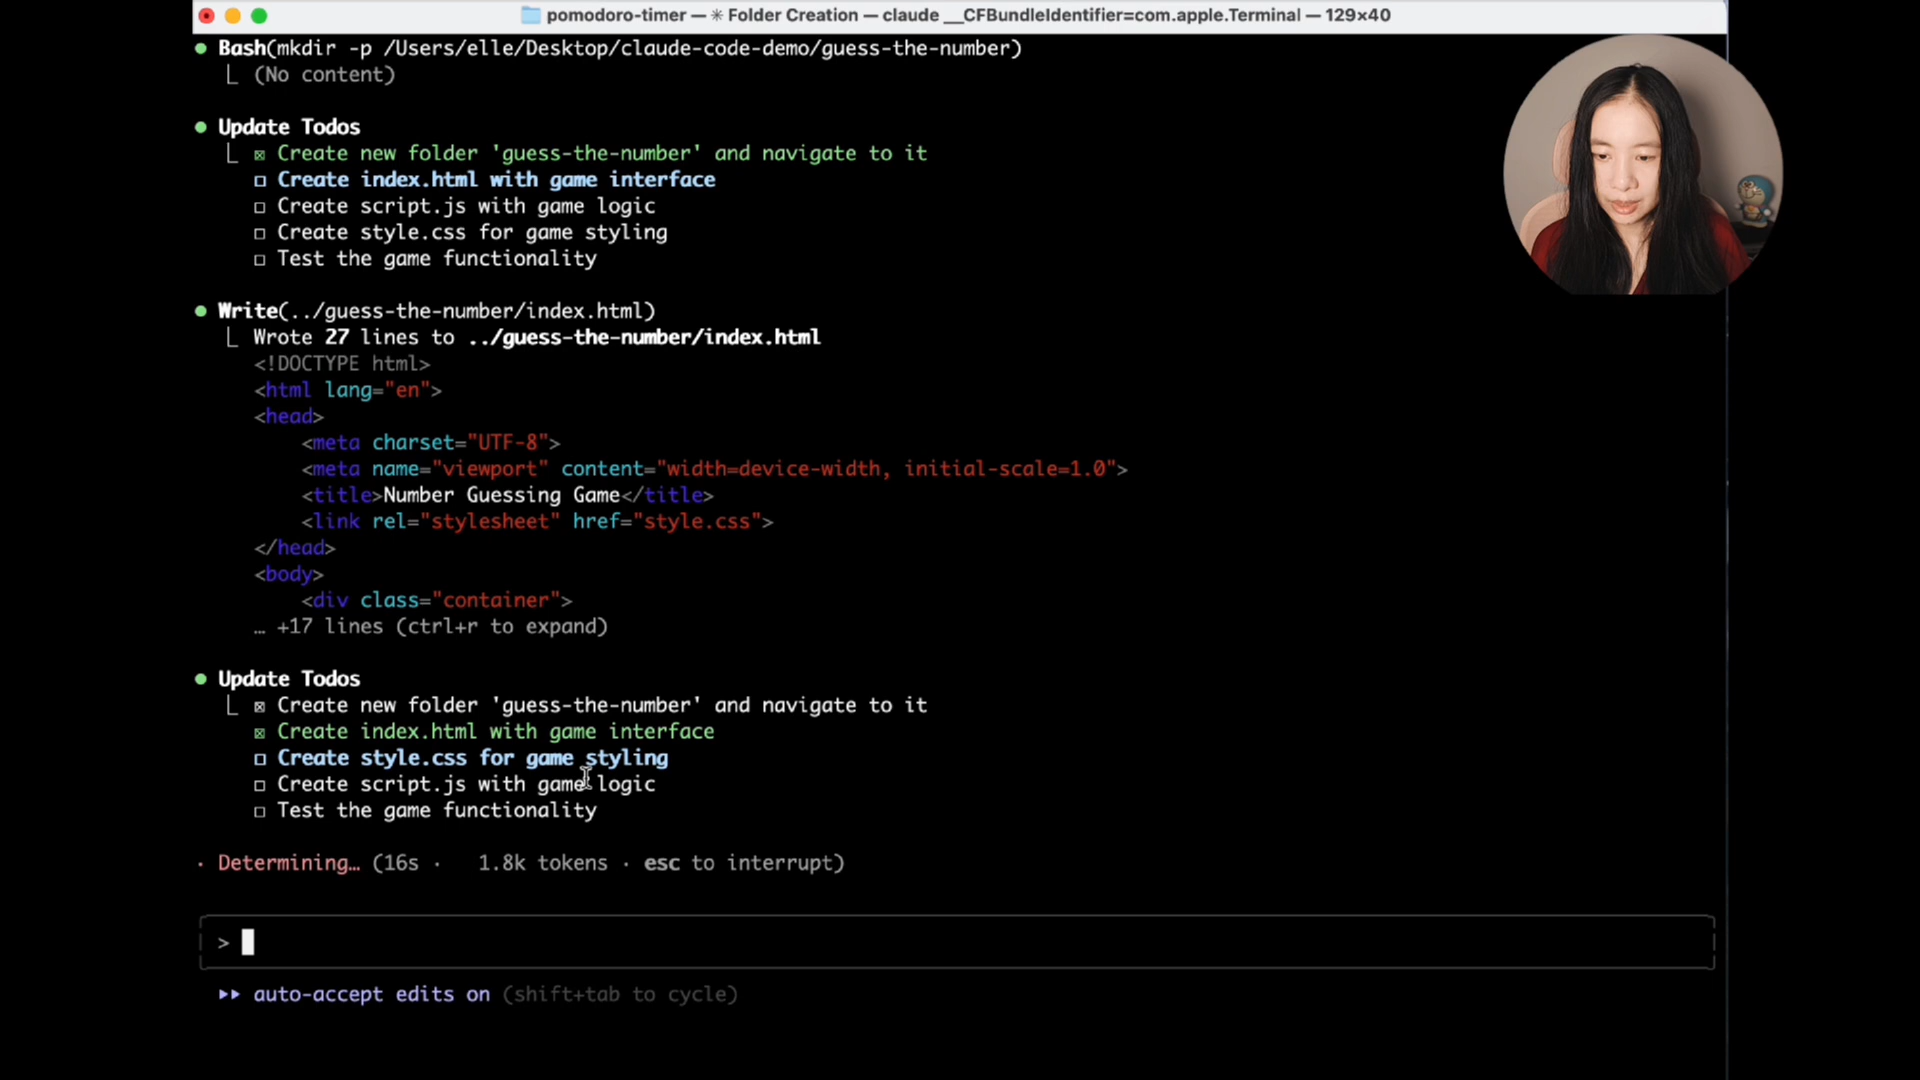 pomodoro-timer — ✳ Folder Creation — claude __CFBundleIdentifier=com.apple.Terminal — 129×40
● Bash(mkdir -p /Users/elle/Desktop/claude-code-demo/guess-the-number)
⎿ (No content)
● Update Todos
⎿ ☒ Create new folder 'guess-the-number' and navigate to it
☐ Create index.html with game interface
☐ Create script.js with game logic
☐ Create style.css for game styling
☐ Test the game functionality
● Write(../guess-the-number/index.html)
⎿ Wrote 27 lines to ../guess-the-number/index.html
<!DOCTYPE html>
<html lang="en">
<head>
<meta charset="UTF-8">
<meta name="viewport" content="width=device-width, initial-scale=1.0">
<title>Number Guessing Game</title>
<link rel="stylesheet" href="style.css">
</head>
<body>
<div class="container">
… +17 lines (ctrl+r to expand)
● Update Todos
⎿ ☒ Create new folder 'guess-the-number' and navigate to it
☒ Create index.html with game interface
☐ Create style.css for game styling
☐ Create script.js with game logic
☐ Test the game functionality
· Determining… (16s · 1.8k tokens · esc to interrupt)
>
⏵⏵ auto-accept edits on (shift+tab to cycle)